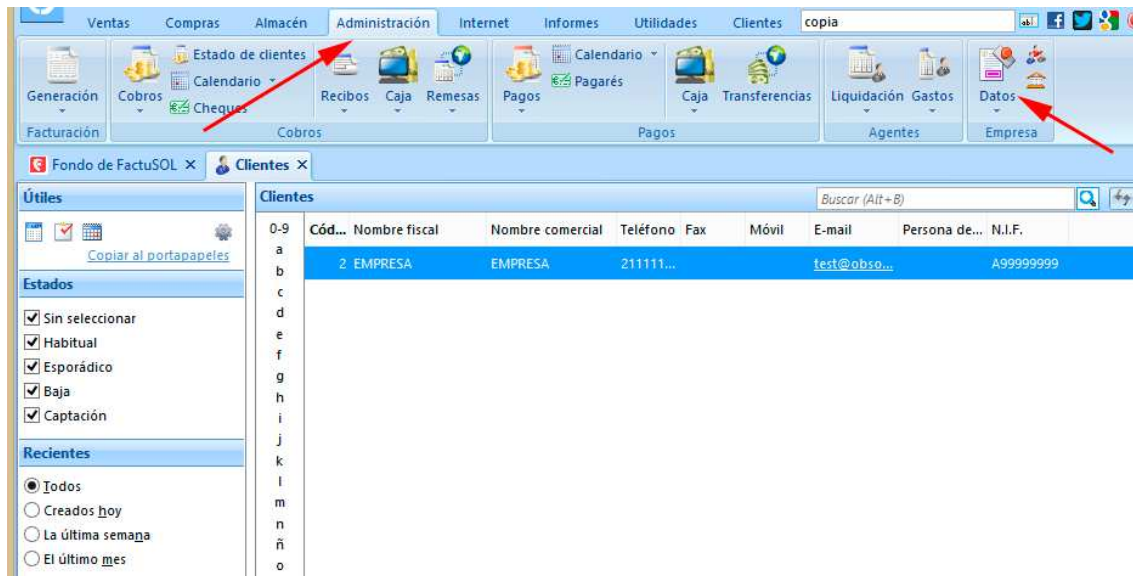 Ventas Compras Almacén Administración Internet Informes Utilidades Clientes copia
Estado de clientes Calendario
Calendario Pagarés
Generación Cobros Cheques Recibos Caja Remesas Pagos Caja Transferencias Liquidación Gastos Datos
Facturación Cobros Pagos Agentes Empresa
Fondo de FactuSOL Clientes
Útiles Clientes Buscar (Alt+B)
0-9 Cód... Nombre fiscal Nombre comercial Teléfono Fax Móvil E-mail Persona de... N.I.F.
Copiar al portapapeles a
2 EMPRESA EMPRESA 211111... test@obso... A99999999
b
Estados
c
Sin seleccionar d
Habitual e
Esporádico f
g
Baja h
Captación i
j
Recientes k
Todos l
Creados hoy m
La última semana n
ñ
El último mes o